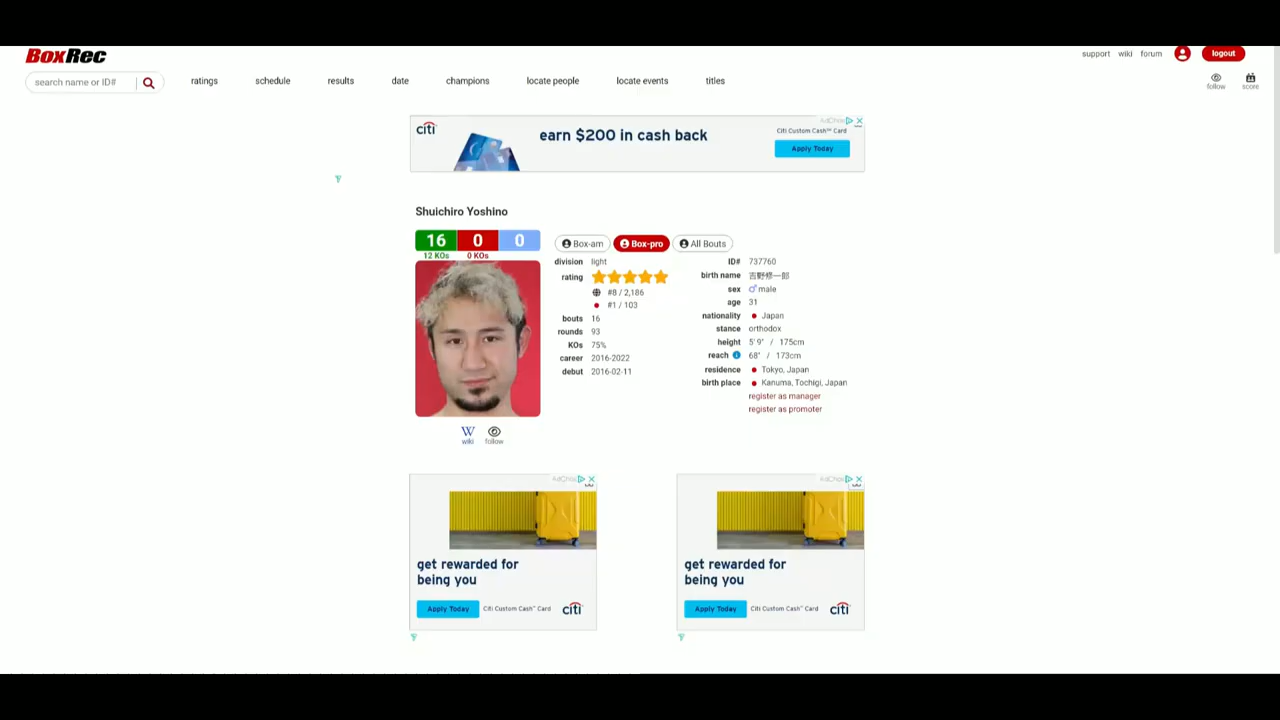 BoxRec
support wiki forum logout
search name or ID#
ratings schedule results date champions locate people locate events titles
follow score
citi
earn $200 in cash back
AdChoices
Citi Custom Cash℠ Card
Apply Today
Shuichiro Yoshino
16 0 0
12 KOs 0 KOs
Box-am Box-pro All Bouts
division light
rating
#8 / 2,186
#1 / 103
bouts 16
rounds 93
KOs 75%
career 2016-2022
debut 2016-02-11
ID# 737760
birth name 吉野修一郎
sex ♂ male
age 31
nationality Japan
stance orthodox
height 5′ 9″ / 175cm
reach 68″ / 173cm
residence Tokyo, Japan
birth place Kanuma, Tochigi, Japan
register as manager
register as promoter
W
wiki follow
get rewarded for
being you
Apply Today Citi Custom Cash℠ Card citi
get rewarded for
being you
Apply Today Citi Custom Cash℠ Card citi